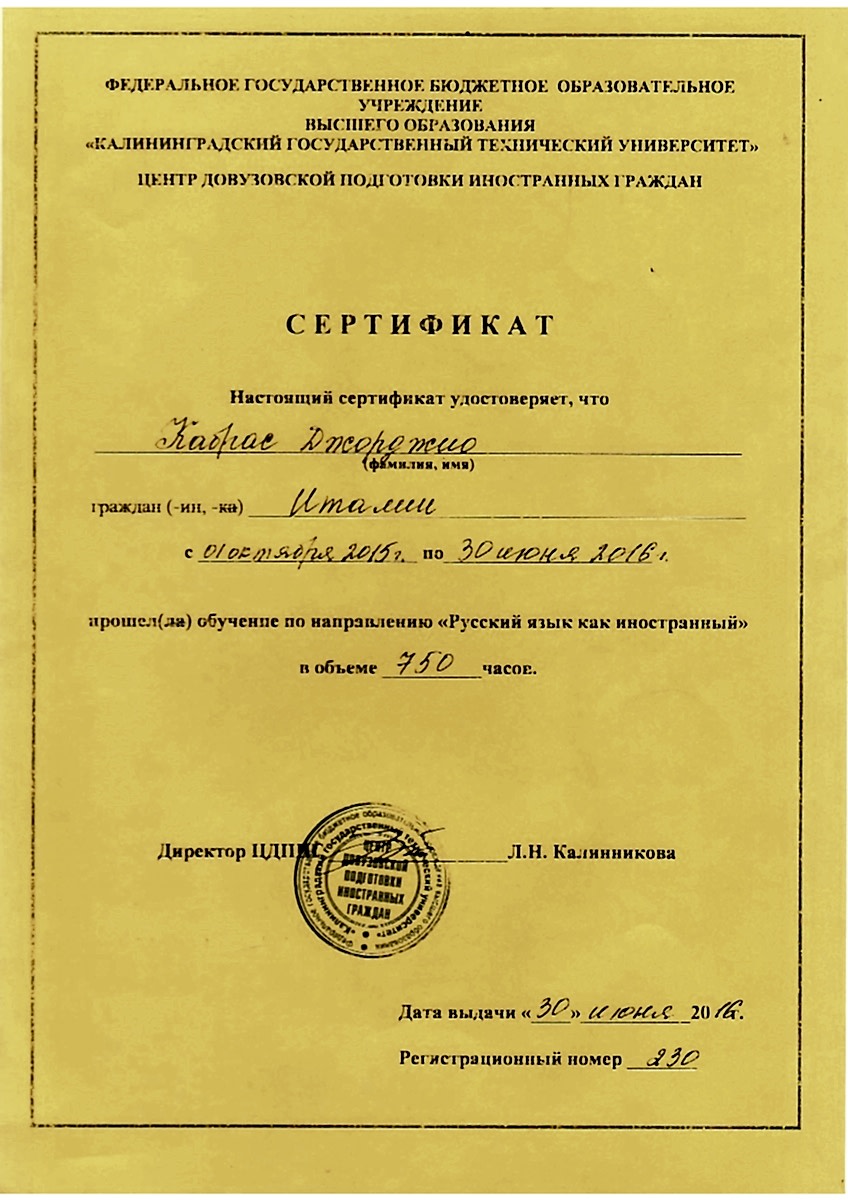 ФЕДЕРАЛЬНОЕ ГОСУДАРСТВЕННОЕ БЮДЖЕТНОЕ ОБРАЗОВАТЕЛЬНОЕ
УЧРЕЖДЕНИЕ
ВЫСШЕГО ОБРАЗОВАНИЯ
«КАЛИНИНГРАДСКИЙ ГОСУДАРСТВЕННЫЙ ТЕХНИЧЕСКИЙ УНИВЕРСИТЕТ»
ЦЕНТР ДОВУЗОВСКОЙ ПОДГОТОВКИ ИНОСТРАННЫХ ГРАЖДАН
СЕРТИФИКАТ
Настоящий сертификат удостоверяет, что
Кабрас Джорджио
(фамилия, имя)
граждан (-ин, -ка) Италии
с 01 октября 2015 г. по 30 июня 2016 г.
прошел(ла) обучение по направлению «Русский язык как иностранный»
в объеме 750 часов.
Директор ЦДПИГ Л.Н. Калинникова
ЦЕНТР
ДОВУЗОВСКОЙ
ПОДГОТОВКИ
ИНОСТРАННЫХ
ГРАЖДАН
Дата выдачи «30» июня 2016г.
Регистрационный номер 230